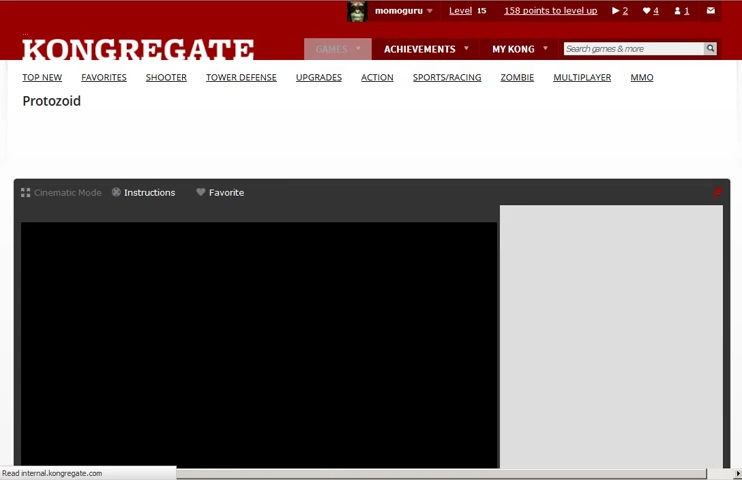 momoguru Level 15 158 points to level up 2 4 1
...
KONGREGATE GAMES ACHIEVEMENTS MY KONG Search games & more
TOP NEW FAVORITES SHOOTER TOWER DEFENSE UPGRADES ACTION SPORTS/RACING ZOMBIE MULTIPLAYER MMO
Protozoid
Cinematic Mode Instructions Favorite
Read internal.kongregate.com